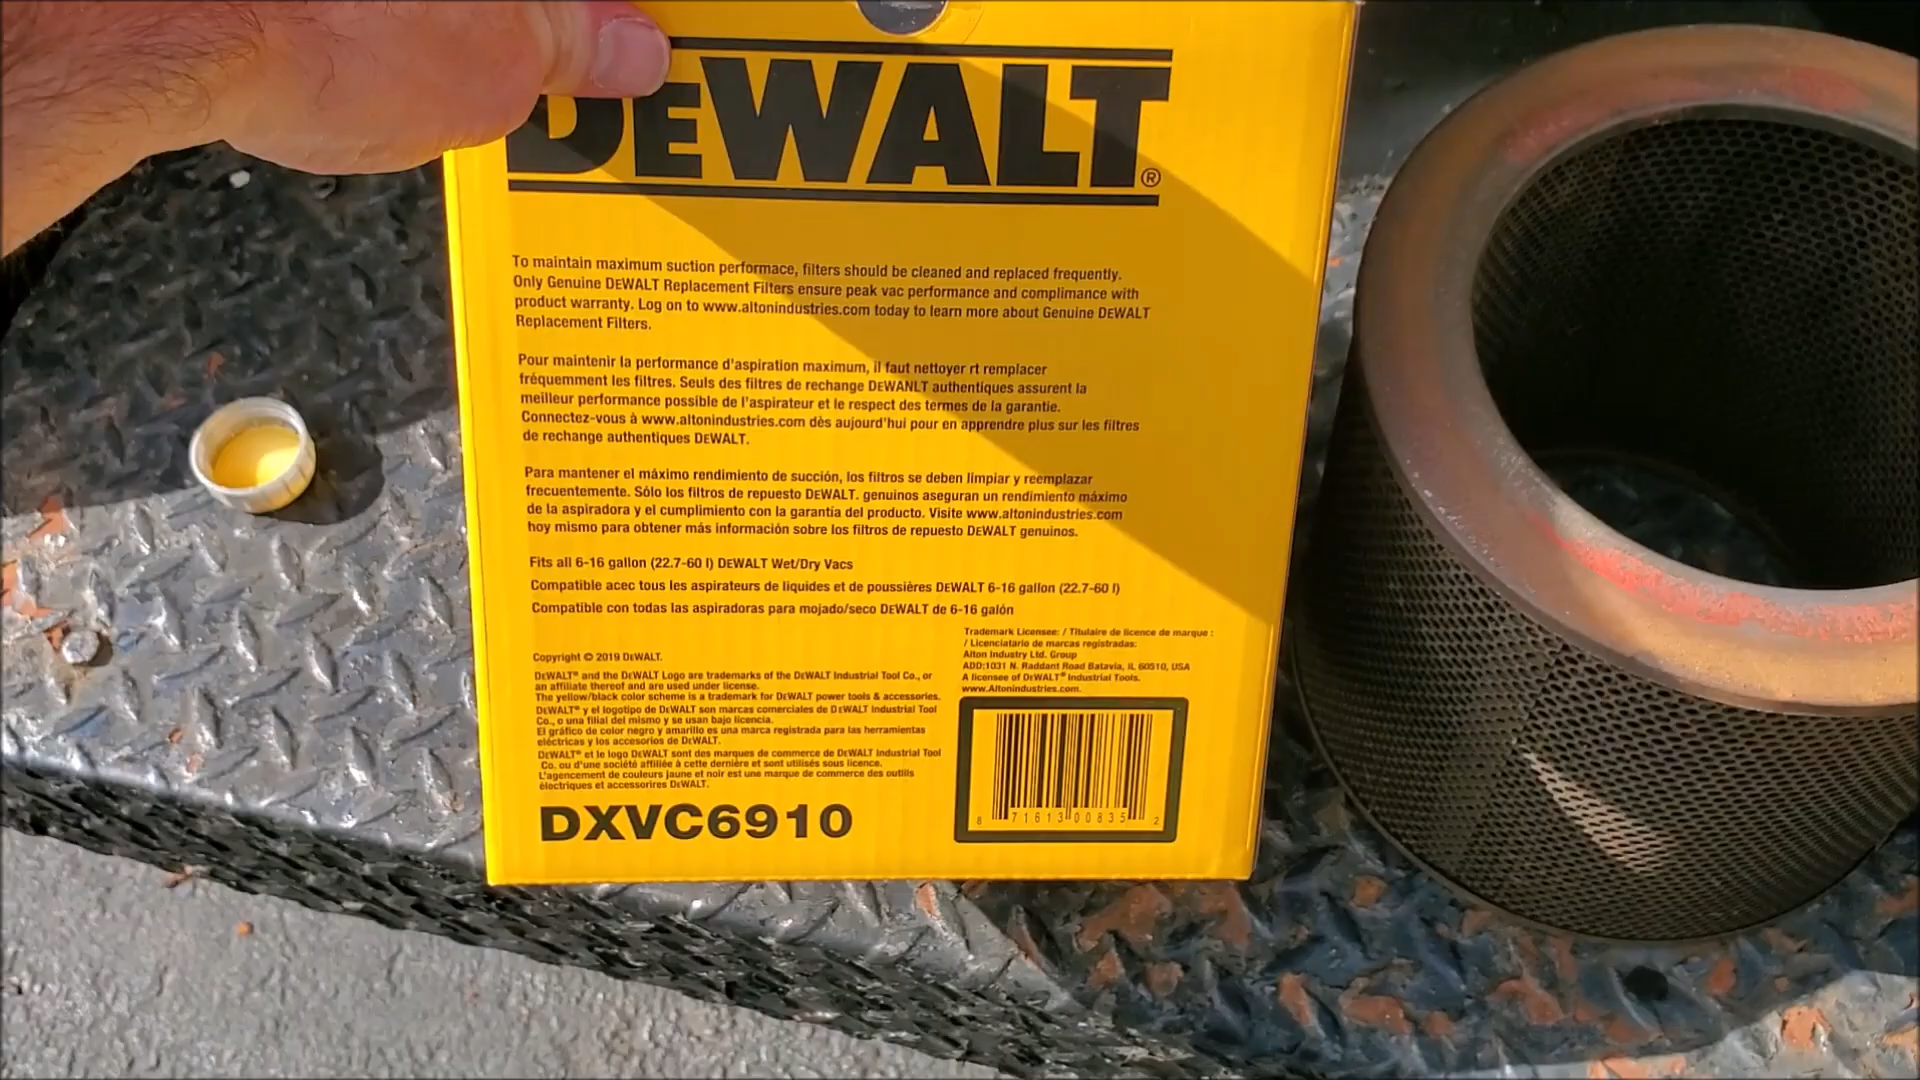 DEWALT®
To maintain maximum suction performace, filters should be cleaned and replaced frequently.
Only Genuine DEWALT Replacement Filters ensure peak vac performance and complimance with
product warranty. Log on to www.altonindustries.com today to learn more about Genuine DEWALT
Replacement Filters.
Pour maintenir la performance d'aspiration maximum, il faut nettoyer rt remplacer
fréquemment les filtres. Seuls des filtres de rechange DEWANLT authentiques assurent la
meilleur performance possible de l'aspirateur et le respect des termes de la garantie.
Connectez-vous à www.altonindustries.com dès aujourd'hui pour en apprendre plus sur les filtres
de rechange authentiques DEWALT.
Para mantener el máximo rendimiento de succión, los filtros se deben limpiar y reemplazar
frecuentemente. Sólo los filtros de repuesto DEWALT. genuinos aseguran un rendimiento máximo
de la aspiradora y el cumplimiento con la garantía del producto. Visite www.altonindustries.com
hoy mismo para obtener más información sobre los filtros de repuesto DEWALT genuinos.
Fits all 6-16 gallon (22.7-60 l) DEWALT Wet/Dry Vacs
Compatible acec tous les aspirateurs de liquides et de poussières DEWALT 6-16 gallon (22.7-60 l)
Compatible con todas las aspiradoras para mojado/seco DEWALT de 6-16 galón
Copyright © 2019 DEWALT.
DEWALT® and the DEWALT Logo are trademarks of the DEWALT Industrial Tool Co., or
an affiliate thereof and are used under license.
The yellow/black color scheme is a trademark for DEWALT power tools & accessories.
DEWALT® y el logotipo de DEWALT son marcas comerciales de DEWALT Industrial Tool
Co., o una filial del mismo y se usan bajo licencia.
El gráfico de color negro y amarillo es una marca registrada para las herramientas
eléctricas y los accesorios de DEWALT.
DEWALT® et le logo DEWALT sont des marques de commerce de DEWALT Industrial Tool
Co. ou d'une société affiliée à cette dernière et sont utilisés sous licence.
L'agencement de couleurs jaune et noir est une marque de commerce des outils
électriques et accessorires DEWALT.
DXVC6910
Trademark Licensee: / Titulaire de licence de marque :
/ Licenciatario de marcas registradas:
Alton Industry Ltd. Group
ADD:1031 N. Raddant Road Batavia, IL 60510, USA
A licensee of DEWALT® Industrial Tools.
www.Altonindustries.com.
8 71613 00835 2